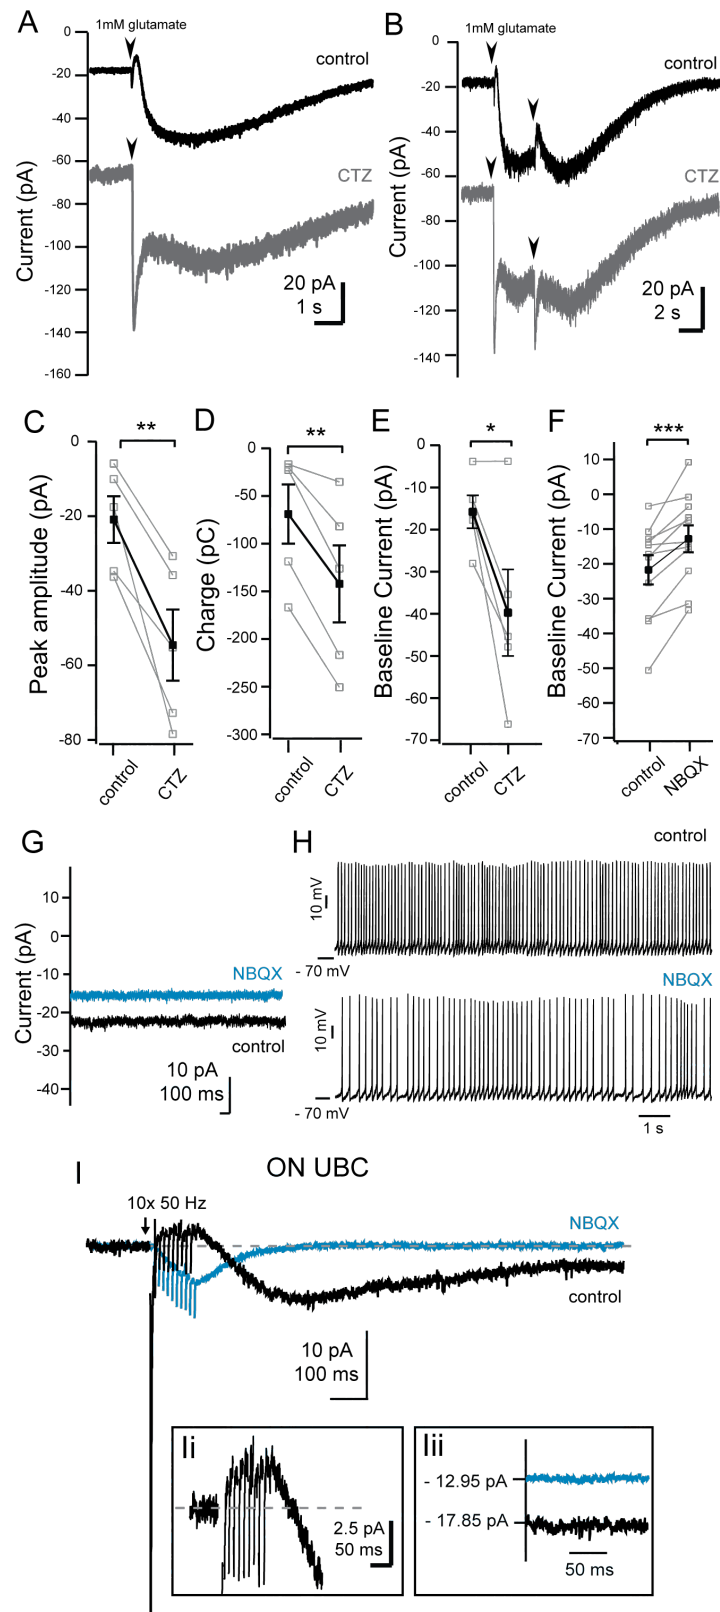 A
1mM glutamate
control
CTZ
Current (pA)
0
-20
-40
-60
-80
-100
-120
-140
-160
20 pA
1 s
B
1mM glutamate
control
CTZ
Current (pA)
0
-20
-40
-60
-80
-100
-120
-140
20 pA
2 s
C
**
Peak amplitude (pA)
0
-20
-40
-60
-80
control
CTZ
D
**
Charge (pC)
0
-50
-100
-150
-200
-250
-300
control
CTZ
E
*
Baseline Current (pA)
0
-10
-20
-30
-40
-50
-60
-70
control
CTZ
F
***
Baseline Current (pA)
10
0
-10
-20
-30
-40
-50
-60
-70
control
NBQX
G
Current (pA)
10
0
-10
-20
-30
-40
NBQX
control
10 pA
100 ms
H
control
10 mV
- 70 mV
NBQX
10 mV
- 70 mV
1 s
I
ON UBC
10x 50 Hz
NBQX
control
10 pA
100 ms
Ii
2.5 pA
50 ms
Iii
- 12.95 pA
- 17.85 pA
50 ms